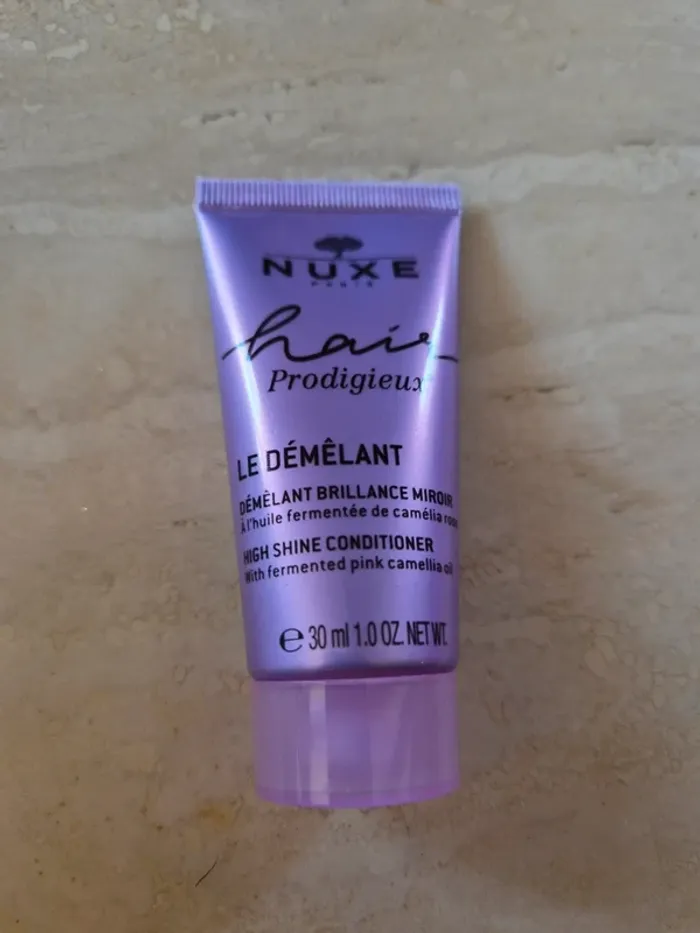 NUXE
PARIS
hair
Prodigieux
LE DÉMÊLANT
DÉMÊLANT BRILLANCE MIROIR
À l'huile fermentée de camélia rose
HIGH SHINE CONDITIONER
With fermented pink camellia oil
e 30 ml 1.0 OZ. NET WT.